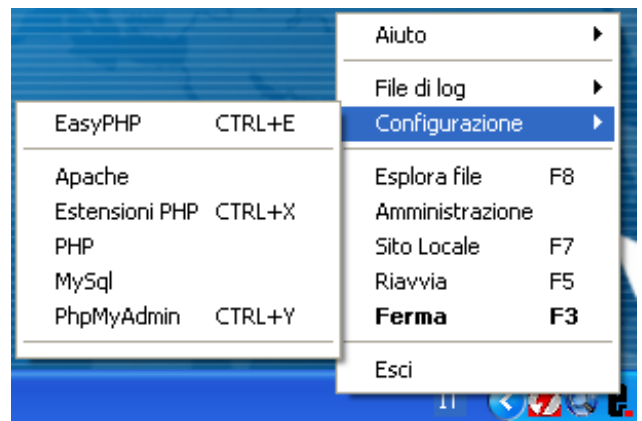 Aiuto
File di log
Configurazione
Esplora file F8
Amministrazione
Sito Locale F7
Riavvia F5
Ferma F3
Esci
EasyPHP CTRL+E
Apache
Estensioni PHP CTRL+X
PHP
MySql
PhpMyAdmin CTRL+Y
IT